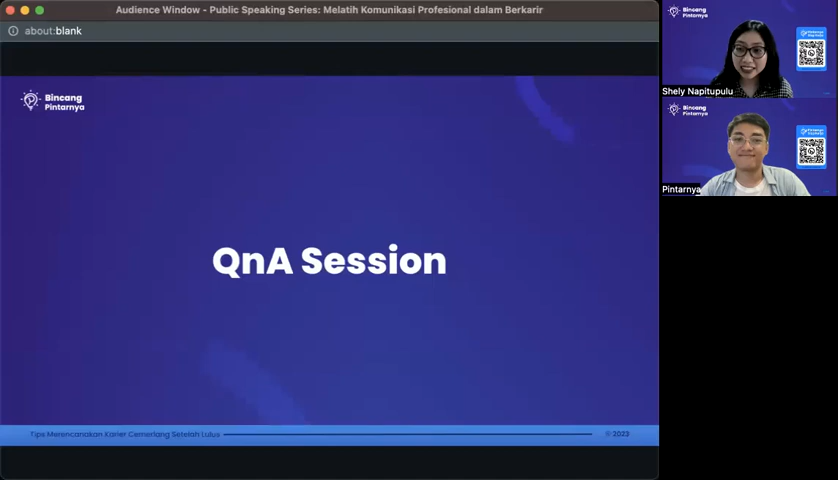 Audience Window - Public Speaking Series: Melatih Komunikasi Profesional dalam Berkarir
about:blank
Bincang
Pintarnya
QnA Session
Tips Merencanakan Karier Cemerlang Setelah Lulus
2023
Bincang
Pintarnya
Shely Napitupulu
Bincang
Pintarnya
Pintarnya